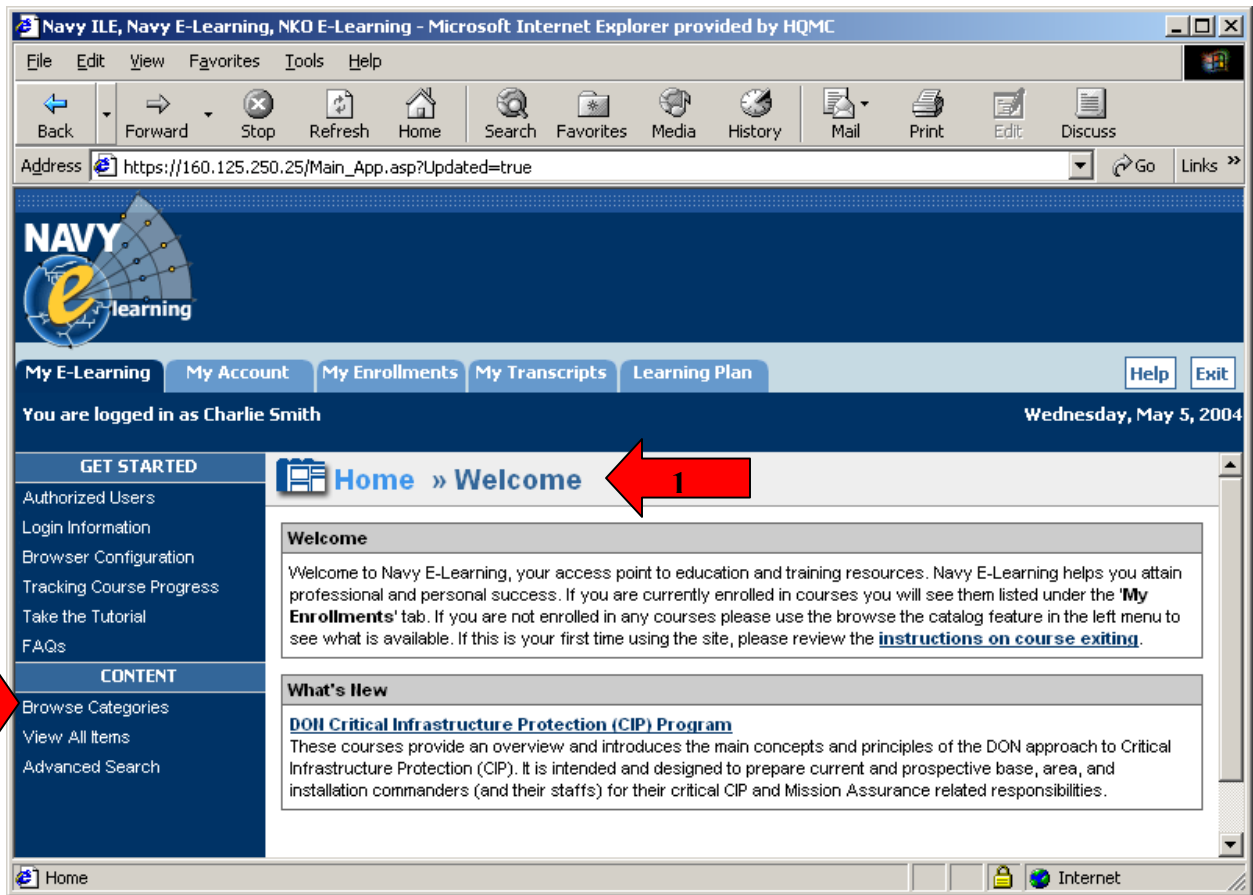 Navy ILE, Navy E-Learning, NKO E-Learning - Microsoft Internet Explorer provided by HQMC
File Edit View Favorites Tools Help
Back Forward Stop Refresh Home Search Favorites Media History Mail Print Edit Discuss
Address https://160.125.250.25/Main_App.asp?Updated=true Go Links »
NAVY
e
learning
My E-Learning My Account My Enrollments My Transcripts Learning Plan Help Exit
You are logged in as Charlie Smith Wednesday, May 5, 2004
GET STARTED
Authorized Users
Login Information
Browser Configuration
Tracking Course Progress
Take the Tutorial
FAQs
CONTENT
Browse Categories
View All Items
Advanced Search
Home » Welcome
1
Welcome
Welcome to Navy E-Learning, your access point to education and training resources. Navy E-Learning helps you attain
professional and personal success. If you are currently enrolled in courses you will see them listed under the 'My
Enrollments' tab. If you are not enrolled in any courses please use the browse the catalog feature in the left menu to
see what is available. If this is your first time using the site, please review the instructions on course exiting.
What's New
DON Critical Infrastructure Protection (CIP) Program
These courses provide an overview and introduces the main concepts and principles of the DON approach to Critical
Infrastructure Protection (CIP). It is intended and designed to prepare current and prospective base, area, and
installation commanders (and their staffs) for their critical CIP and Mission Assurance related responsibilities.
Home Internet